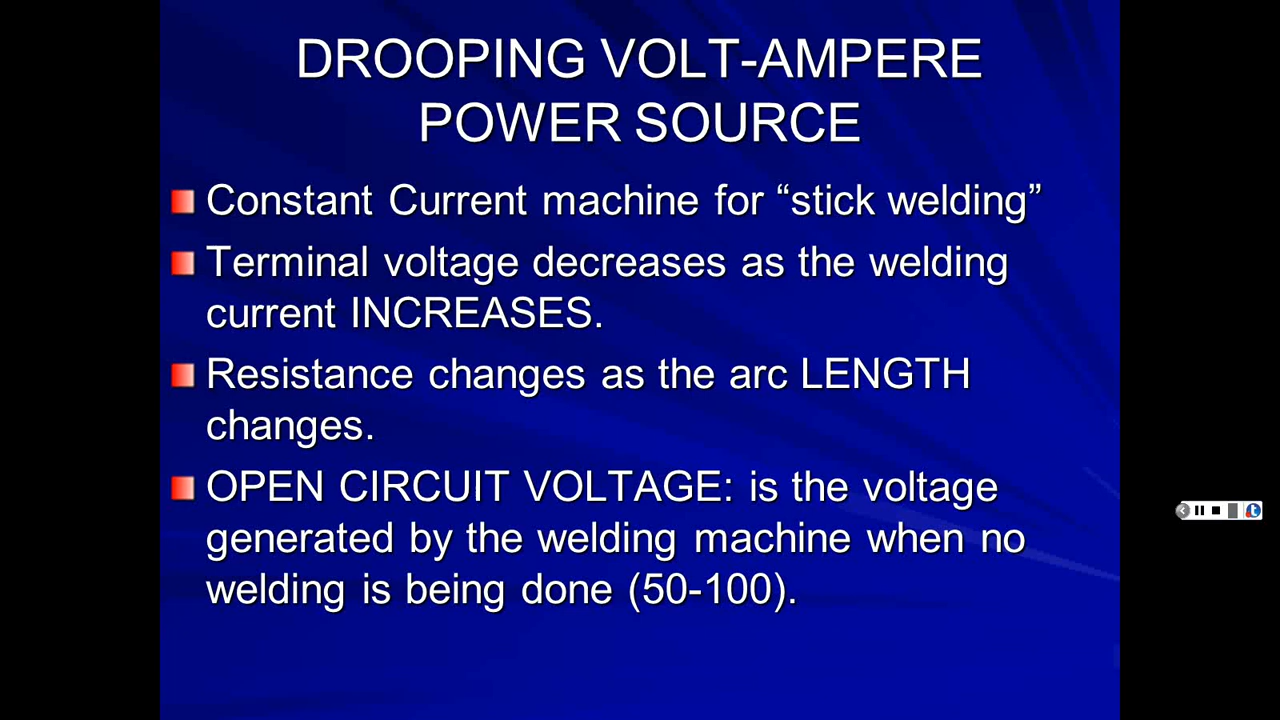 DROOPING VOLT-AMPERE
POWER SOURCE
Constant Current machine for “stick welding”
Terminal voltage decreases as the welding
current INCREASES.
Resistance changes as the arc LENGTH
changes.
OPEN CIRCUIT VOLTAGE: is the voltage
generated by the welding machine when no
welding is being done (50-100).
t